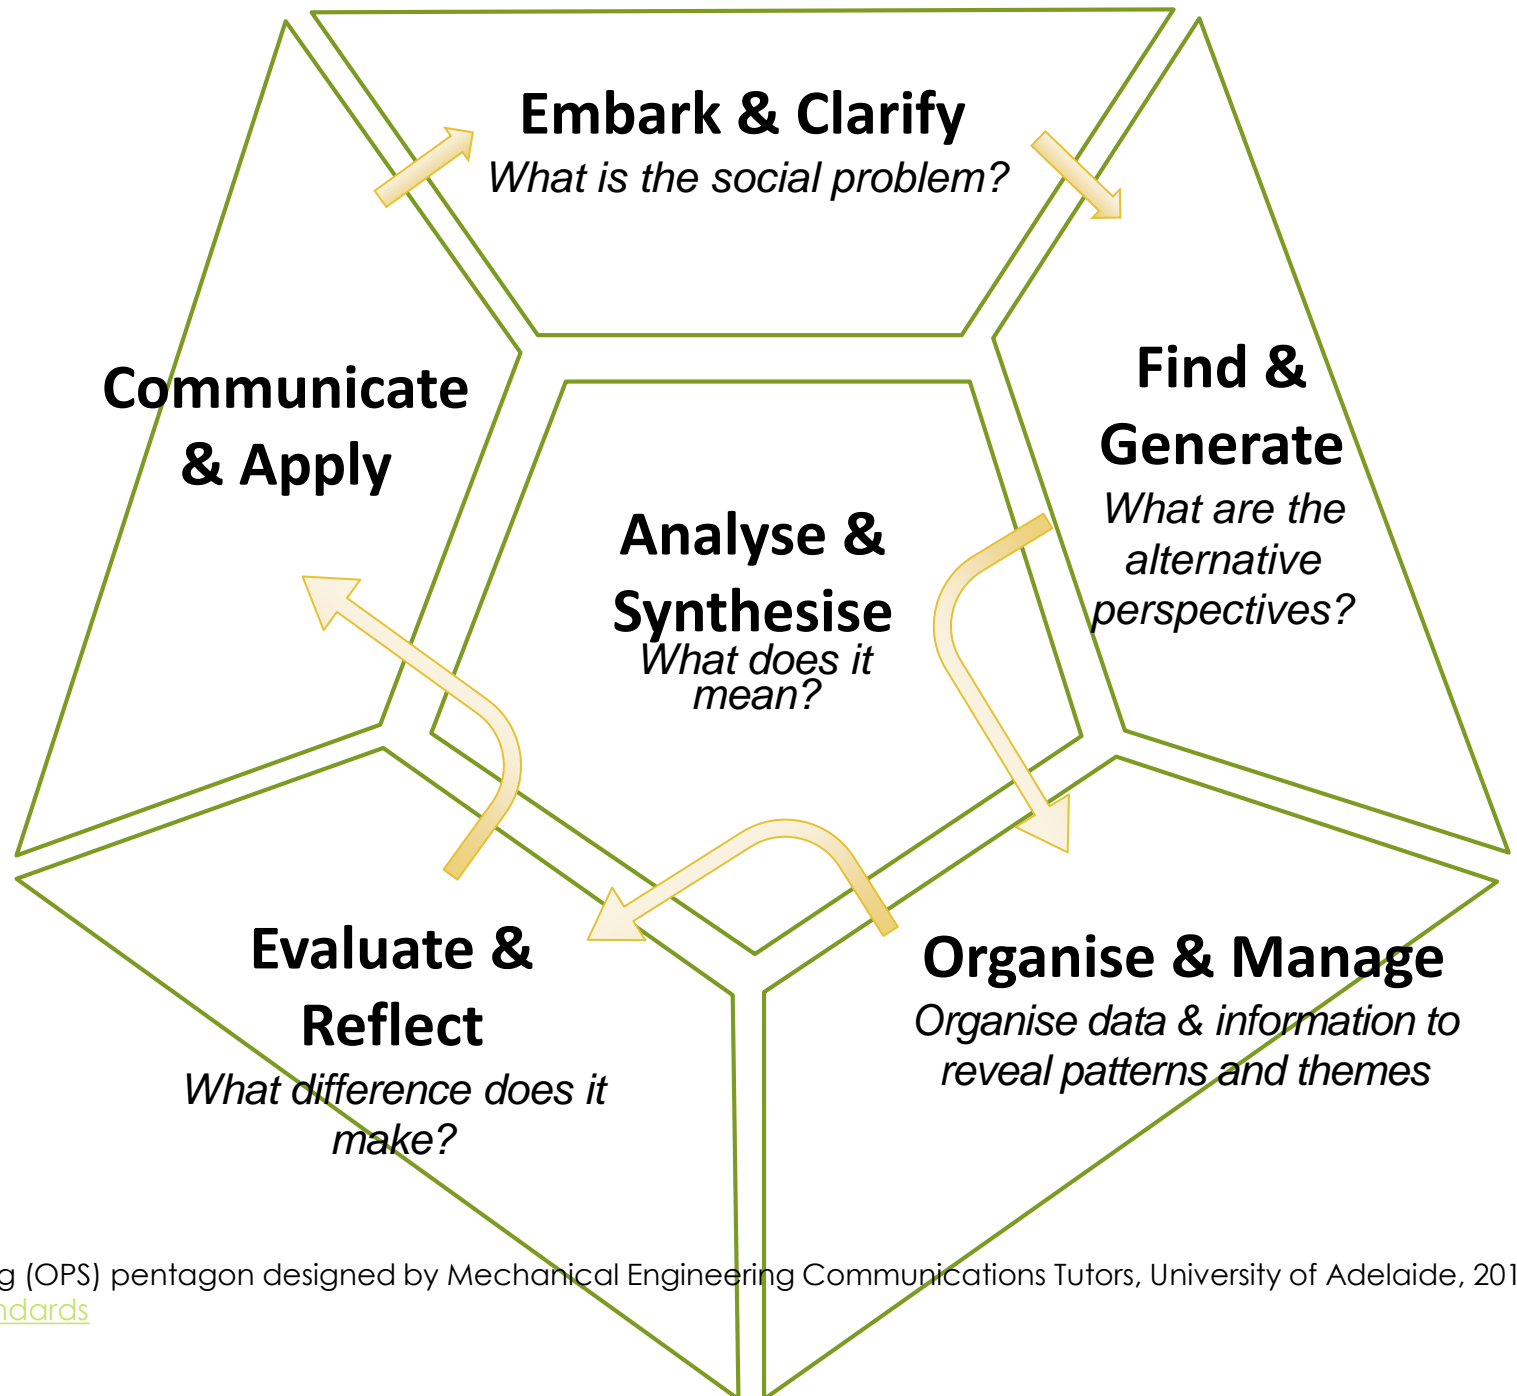 Embark & Clarify
What is the social problem?
Communicate
& Apply
Find &
Generate
What are the
alternative
perspectives?
Analyse &
Synthesise
What does it
mean?
Evaluate &
Reflect
What difference does it
make?
Organise & Manage
Organise data & information to
reveal patterns and themes
g (OPS) pentagon designed by Mechanical Engineering Communications Tutors, University of Adelaide, 201
ndards